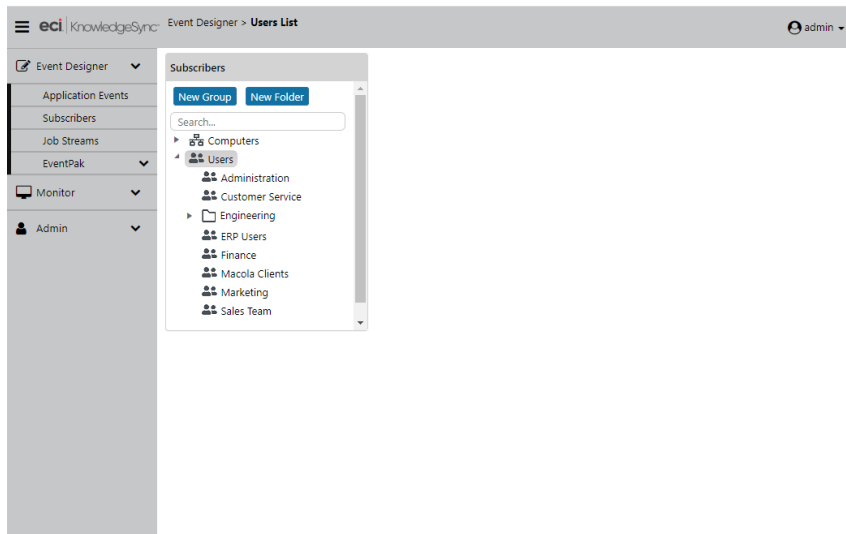 eci KnowledgeSync
Event Designer > Users List
admin
Event Designer
Application Events
Subscribers
Job Streams
EventPak
Monitor
Admin
Subscribers
New Group New Folder
Search...
Computers
Users
Administration
Customer Service
Engineering
ERP Users
Finance
Macola Clients
Marketing
Sales Team